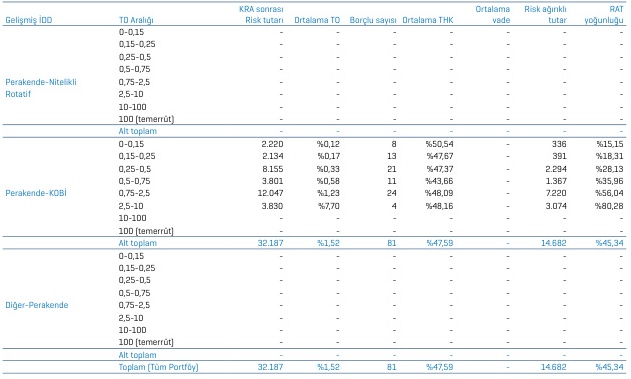 KRA sonrası Ortalama Risk ağırıklı RAT
Gelişmiş İDD TO Aralığı Risk tutarı Ortalama TO Borçlu sayısı Ortalama THK vade tutar yoğunluğu
0-0,15 - - - - - - -
0,15-0,25 - - - - - - -
0,25-0,5 - - - - - - -
0,5-0,75 - - - - - - -
Perakende-Nitelikli 0,75-2,5 - - - - - - -
Rotatif 2,5-10 - - - - - - -
10-100 - - - - - - -
100 (temerrüt) - - - - - - -
Alt toplam - - - - - - -
0-0,15 2.220 %0,12 8 %50,54 - 336 %15,15
0,15-0,25 2.134 %0,17 13 %47,67 - 391 %18,31
0,25-0,5 8.155 %0,33 21 %47,37 - 2.294 %28,13
0,5-0,75 3.801 %0,58 11 %43,66 - 1.367 %35,96
Perakende-KOBİ 0,75-2,5 12.047 %1,23 24 %48,09 - 7.220 %56,04
2,5-10 3.830 %7,70 4 %48,16 - 3.074 %80,28
10-100 - - - - - - -
100 (temerrüt) - - - - - - -
Alt toplam 32.187 %1,52 81 %47,59 - 14.682 %45,34
0-0,15 - - - - - - -
0,15-0,25 - - - - - - -
0,25-0,5 - - - - - - -
0,5-0,75 - - - - - - -
Diğer-Perakende 0,75-2,5 - - - - - - -
2,5-10 - - - - - - -
10-100 - - - - - - -
100 (temerrüt) - - - - - - -
Alt toplam - - - - - - -
Toplam (Tüm Portföy) 32.187 %1,52 81 %47,59 - 14.682 %45,34